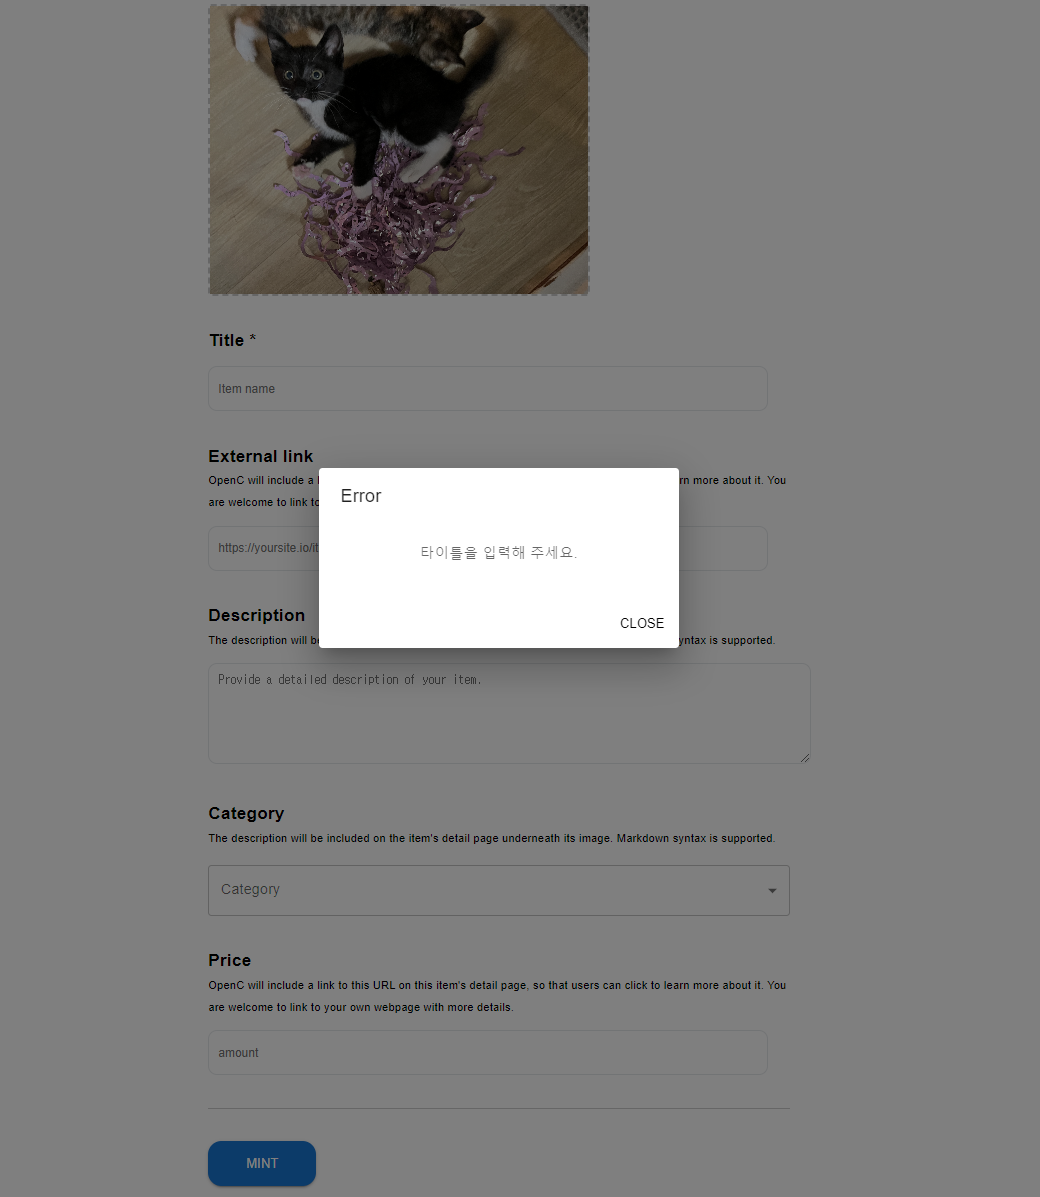 Title *
Item name
External link
OpenC will include a
rn more about it. You
are welcome to link to
https://yoursite.io/it
Error
타이틀을 입력해 주세요.
CLOSE
Description
The description will be
yntax is supported.
Provide a detailed description of your item.
Category
The description will be included on the item's detail page underneath its image. Markdown syntax is supported.
Category
Price
OpenC will include a link to this URL on this item's detail page, so that users can click to learn more about it. You
are welcome to link to your own webpage with more details.
amount
MINT